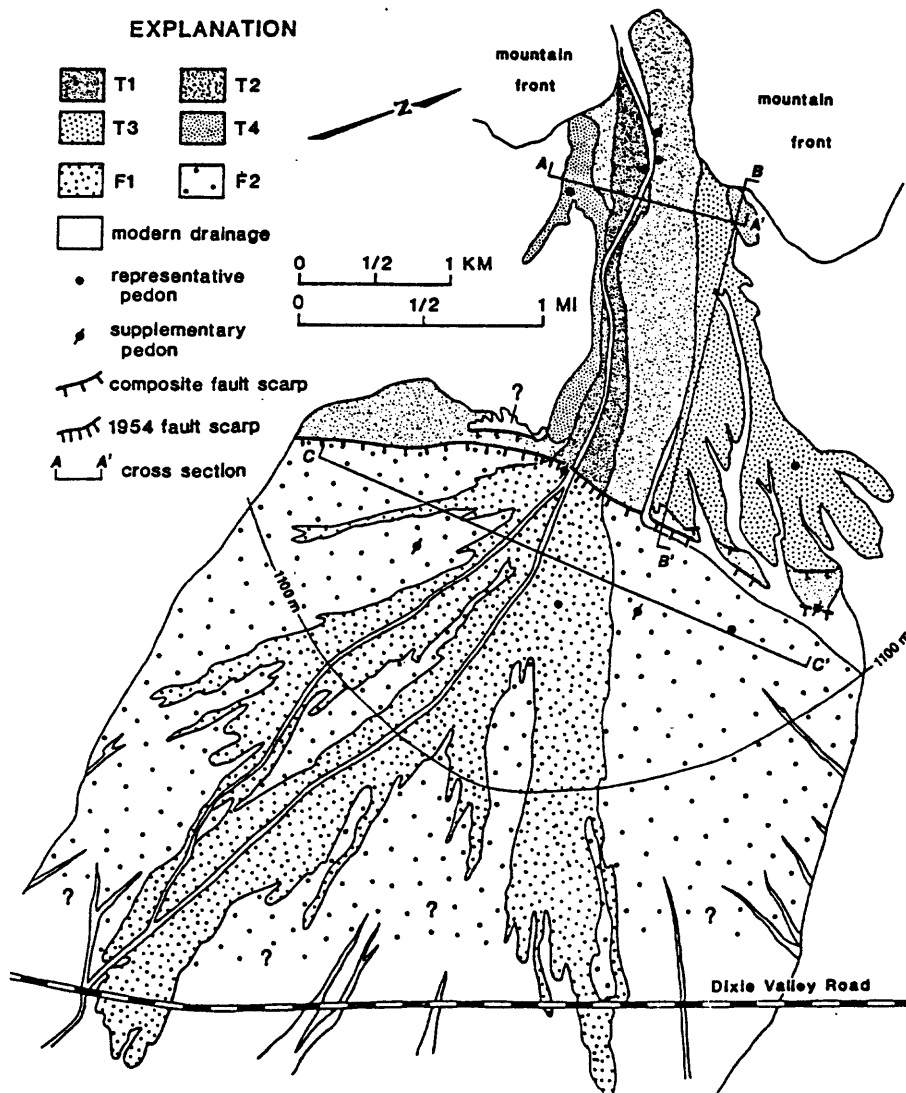 EXPLANATION
T1
T2
T3
T4
F1
F2
modern drainage
representative
pedon
supplementary
pedon
composite fault scarp
1954 fault scarp
A A' cross section
N
0 1/2 1 KM
0 1/2 1 MI
mountain
front
mountain
front
A
B
A'
?
C
B'
C'
1100 m
1100 m
?
?
?
?
Dixie Valley Road